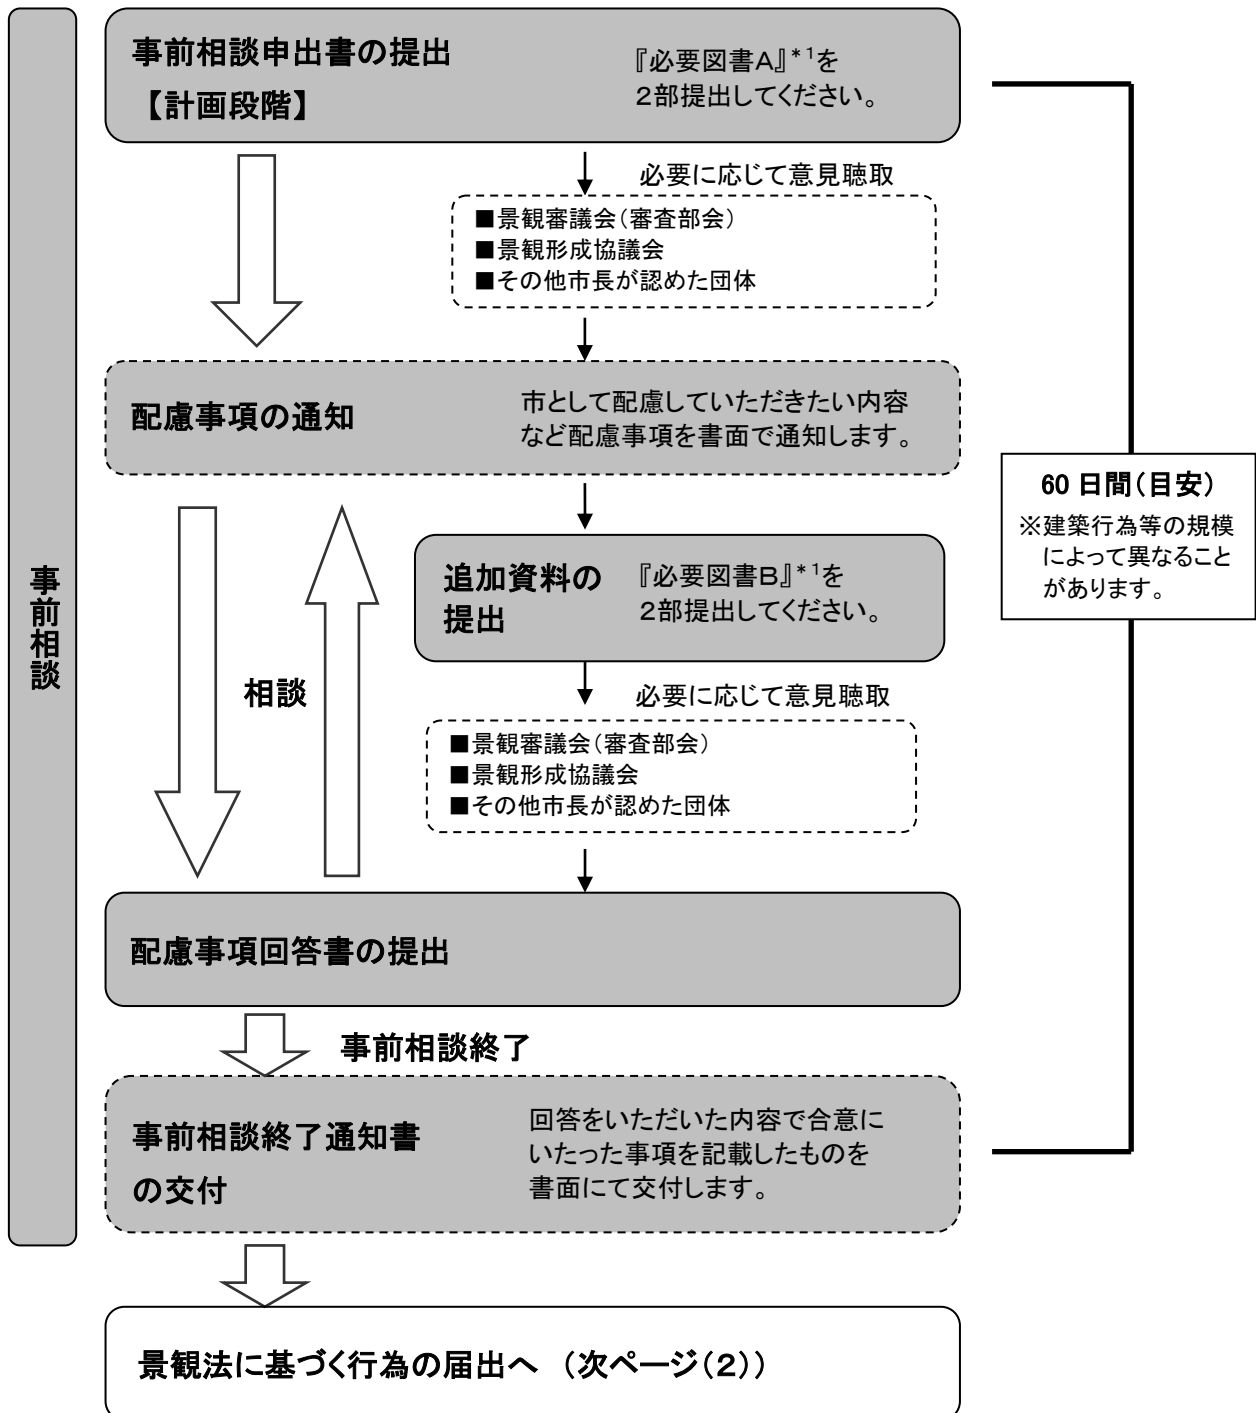 事前相談
事前相談申出書の提出
【計画段階】
『必要図書A』*1を
2部提出してください。
必要に応じて意見聴取
■景観審議会(審査部会)
■景観形成協議会
■その他市長が認めた団体
配慮事項の通知
市として配慮していただきたい内容
など配慮事項を書面で通知します。
60日間(目安)
※建築行為等の規模
によって異なること
があります。
追加資料の
提出
『必要図書B』*1を
2部提出してください。
相談
必要に応じて意見聴取
■景観審議会(審査部会)
■景観形成協議会
■その他市長が認めた団体
配慮事項回答書の提出
事前相談終了
事前相談終了通知書
の交付
回答をいただいた内容で合意に
いたった事項を記載したものを
書面にて交付します。
景観法に基づく行為の届出へ (次ページ(2))